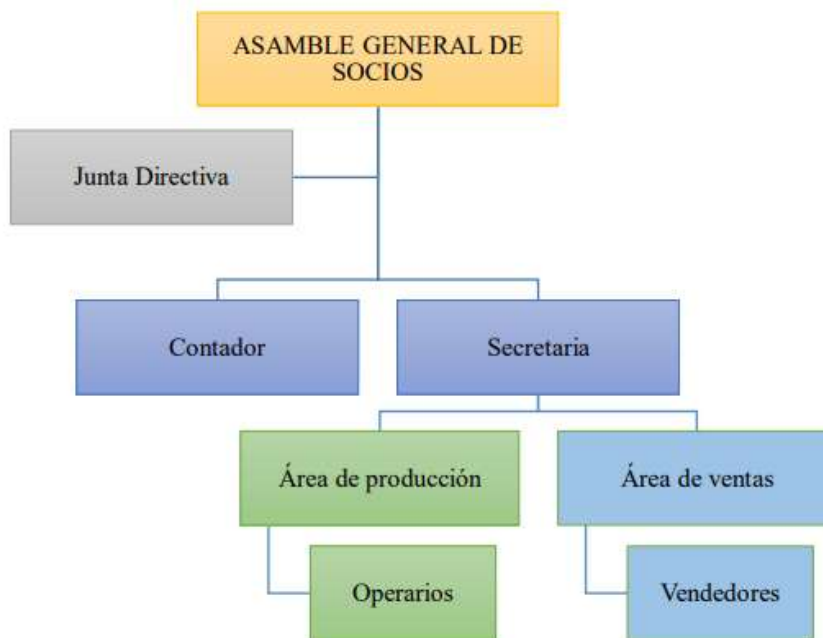 ASAMBLE GENERAL DE
SOCIOS
Junta Directiva
Contador
Secretaria
Área de producción
Área de ventas
Operarios
Vendedores